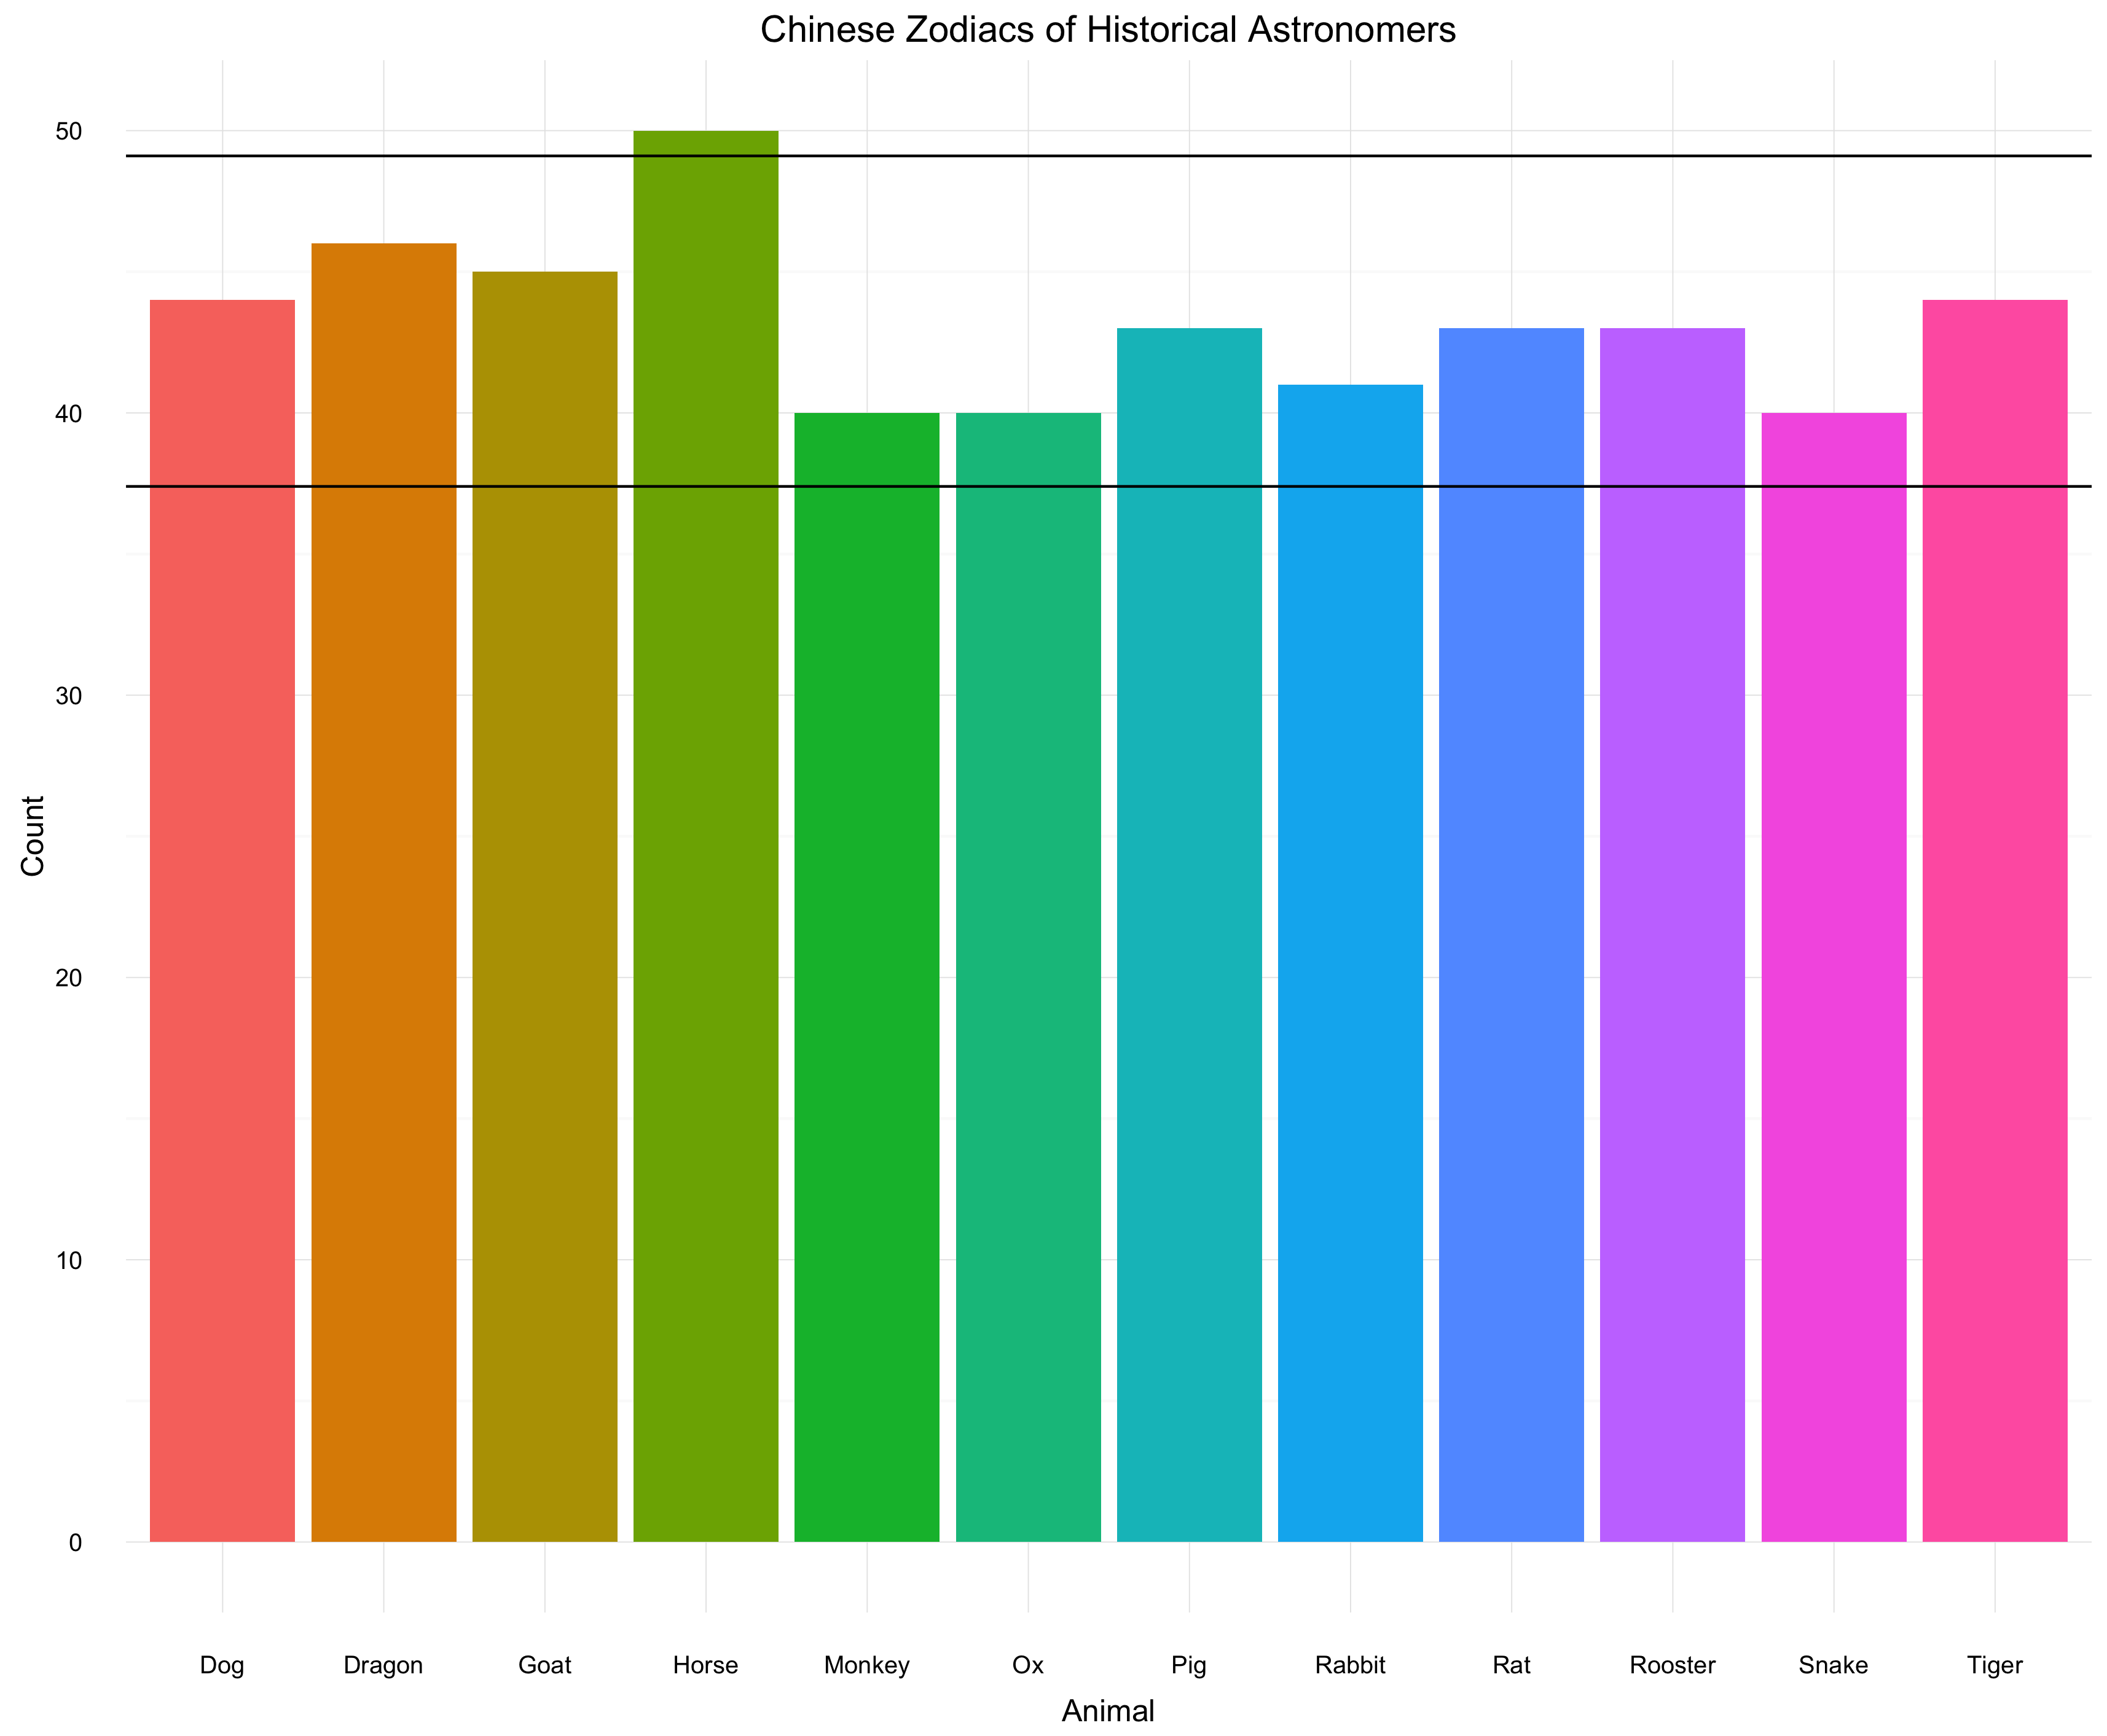 Chinese Zodiacs of Historical Astronomers
50
40
30
20
10
0
Count
Dog Dragon Goat Horse Monkey Ox Pig Rabbit Rat Rooster Snake Tiger
Animal